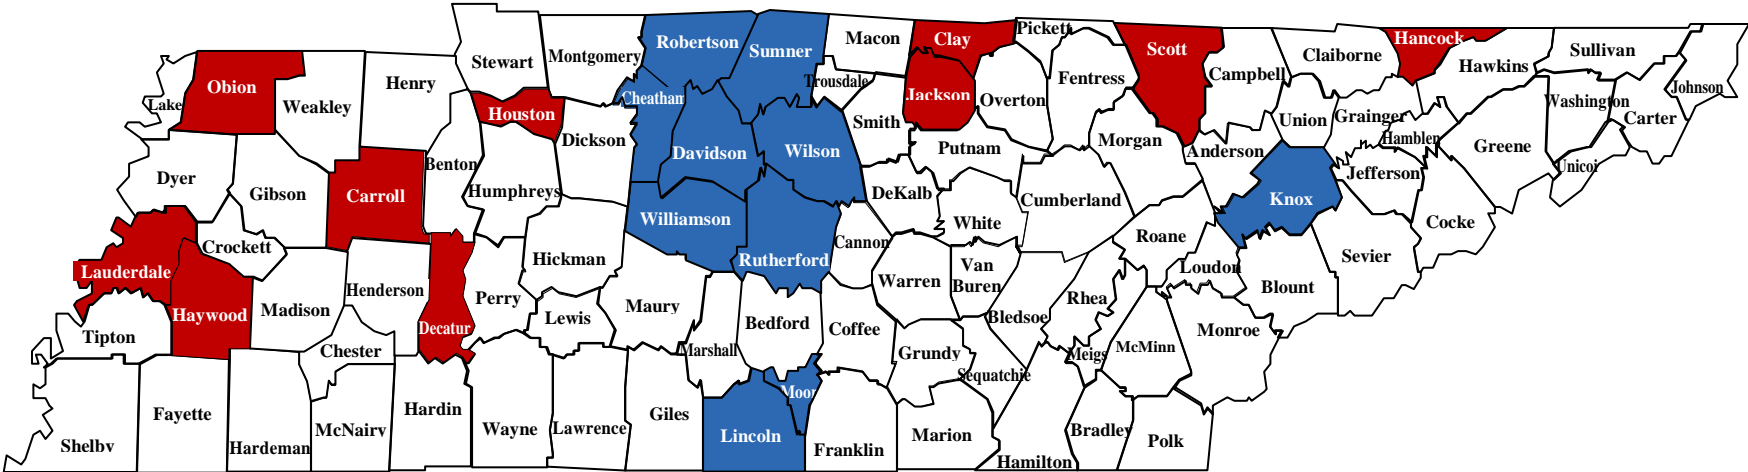 Pickett
Robertson
Macon
Clay
Hancock
Sumner
Scott
Sullivan
Montgomery
Claiborne
Stewart
Hawkins
Henry
Trousdale
Fentress
Campbell
Obion
Johnson
Lake
Weakley
Cheatham
Jackson
Overton
Washington
Houston
Smith
Union
Grainger
Carter
Dickson
Morgan
Hamblen
Davidson
Wilson
Putnam
Anderson
Greene
Benton
Unicoi
Dyer
Jefferson
Gibson
Carroll
Humphreys
DeKalb
Cumberland
Knox
Williamson
White
Cocke
Crockett
Cannon
Roane
Hickman
Rutherford
Sevier
Lauderdale
Van
Buren
Loudon
Warren
Henderson
Blount
Perry
Rhea
Haywood
Madison
Maury
Lewis
Bledsoe
Decatur
Bedford
Coffee
Monroe
Tipton
Chester
Marshall
Grundy
Meigs
McMinn
Sequatchie
Moor
Fayette
Hardin
Giles
Wayne
Lawrence
Lincoln
Marion
Bradley
Polk
Shelby
McNairy
Hardeman
Franklin
Hamilton